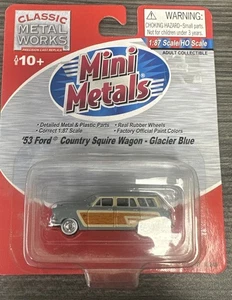 CLASSIC
METAL
WORKS
$10+
WARNING:
CHOKING HAZARD-Small parts.
Not for children under 3 years.
1:87 Scale/HO Scale
ADULT COLLECTIBLE
Mini
Metals
• Detailed Metal & Plastic Parts • Real Rubber Wheels
• Correct 1:87 Scale • Factory Official Paint Colors
'53 Ford Country Squire Wagon - Glacier Blue